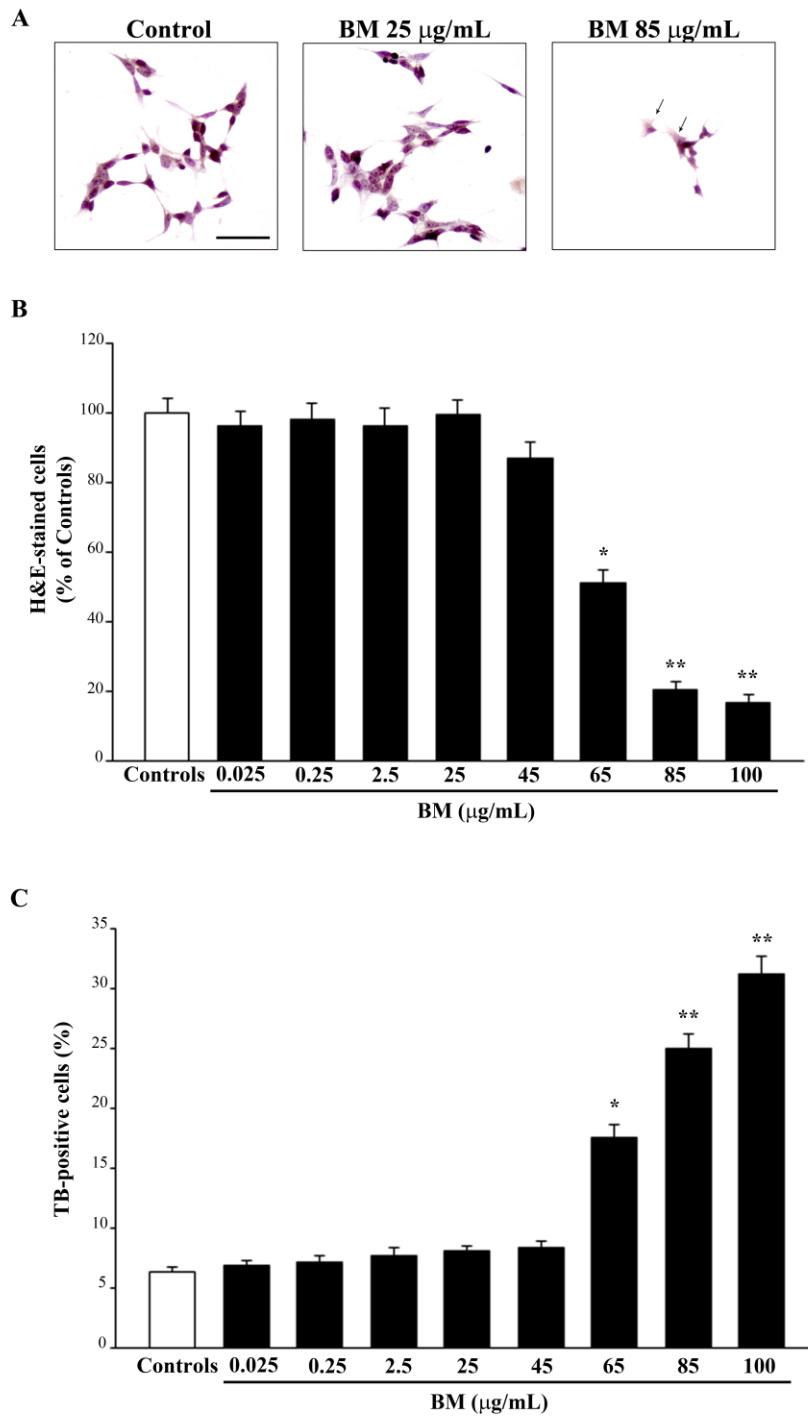 A
Control BM 25 μg/mL BM 85 μg/mL
B
H&E-stained cells
(% of Controls)
120
100
80
60
40
20
0
*
**
**
Controls 0.025 0.25 2.5 25 45 65 85 100
BM (μg/mL)
C
TB-positive cells (%)
35
30
25
20
15
10
5
0
*
**
**
Controls 0.025 0.25 2.5 25 45 65 85 100
BM (μg/mL)